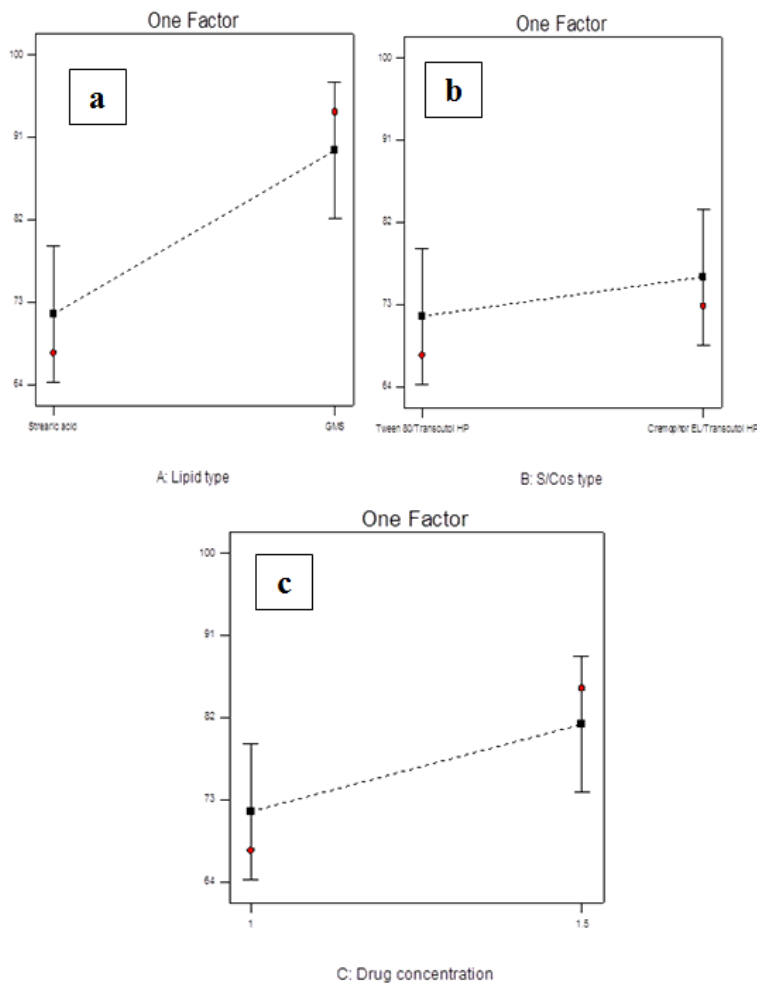 One Factor
a
100
91
82
73
64
Strearic acid
GMS
A: Lipid type
One Factor
b
100
91
82
73
64
Tween 80/Transcutol HP
Cremophor EL/Transcutol HP
B: S/Cos type
One Factor
c
100
91
82
73
64
1
1.5
C: Drug concentration